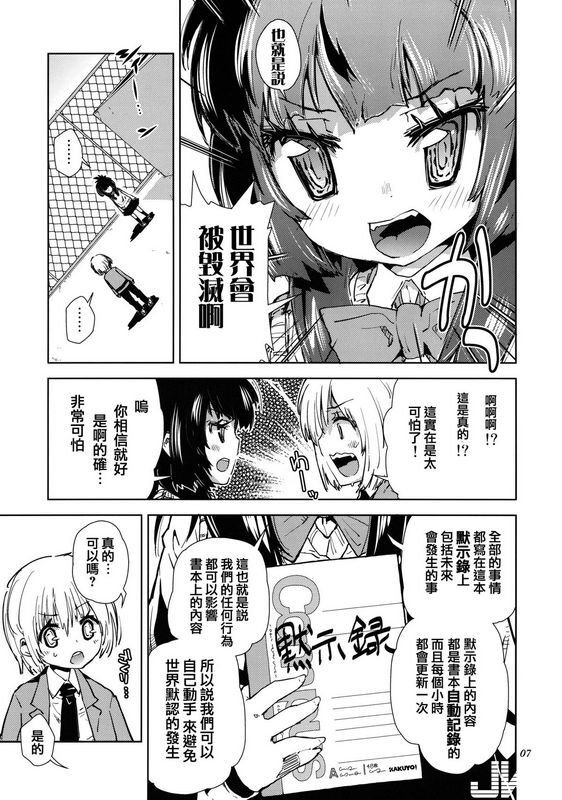 也就是說
世界會
被毀滅啊
……
……
啊啊啊!?
這是真的!?
這實在是太
可怕了!
嗚
你相信就好
是啊的確…
非常可怕
全部的事情
都寫在這本
默示錄上
包括未來
會發生的事
默示錄上的內容
都是書本自動記錄的
而且每個小時
都會更新一次
這也就是說
我們的任何行為
都可以影響
書本上的內容
所以說我們可以
自己動手來避免
世界默認的發生
默示録
CAMPUS
A
KAKUYO!
真的…
可以嗎?
是的
07